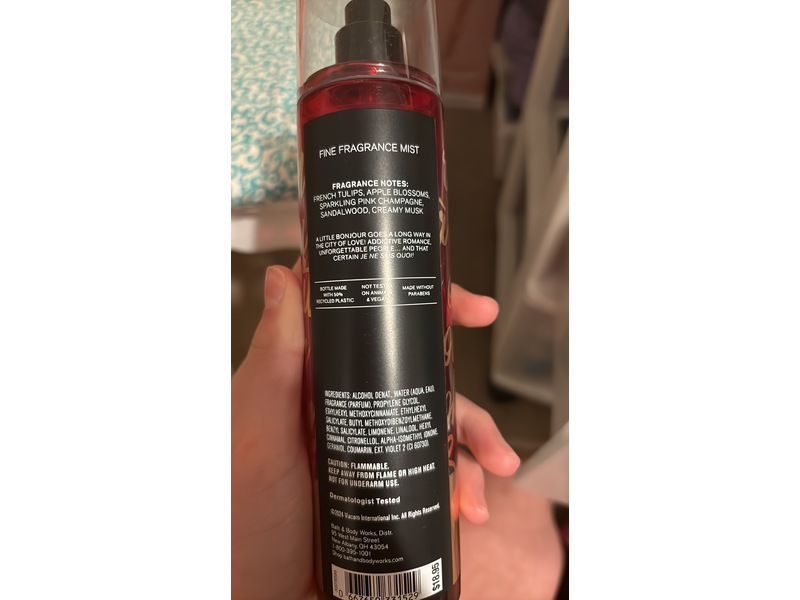 FINE FRAGRANCE MIST
FRAGRANCE NOTES:
FRENCH TULIPS, APPLE BLOSSOMS,
SPARKLING PINK CHAMPAGNE,
SANDALWOOD, CREAMY MUSK
A LITTLE BONJOUR GOES A LONG WAY IN
THE CITY OF LOVE! ADDICTIVE ROMANCE,
UNFORGETTABLE PEOPLE... AND THAT
CERTAIN JE NE SAIS QUOI!
BOTTLE MADE
WITH 50%
RECYCLED PLASTIC
NOT TESTED
ON ANIMALS
& VEGAN
MADE WITHOUT
PARABENS
INGREDIENTS: ALCOHOL DENAT., WATER (AQUA, EAU),
FRAGRANCE (PARFUM), PROPYLENE GLYCOL,
ETHYLHEXYL METHOXYCINNAMATE, ETHYLHEXYL
SALICYLATE, BUTYL METHOXYDIBENZOYLMETHANE,
BENZYL SALICYLATE, LIMONENE, LINALOOL, HEXYL
CINNAMAL, CITRONELLOL, ALPHA-ISOMETHYL IONONE,
GERANIOL, COUMARIN, EXT. VIOLET 2 (CI 60730).
CAUTION: FLAMMABLE.
KEEP AWAY FROM FLAME OR HIGH HEAT.
NOT FOR UNDERARM USE.
Dermatologist Tested
©2024 Viacom International Inc. All Rights Reserved.
Bath & Body Works, Distr.
95 West Main Street
New Albany, OH 43054
1-800-395-1001
Shop bathandbodyworks.com
$18.95